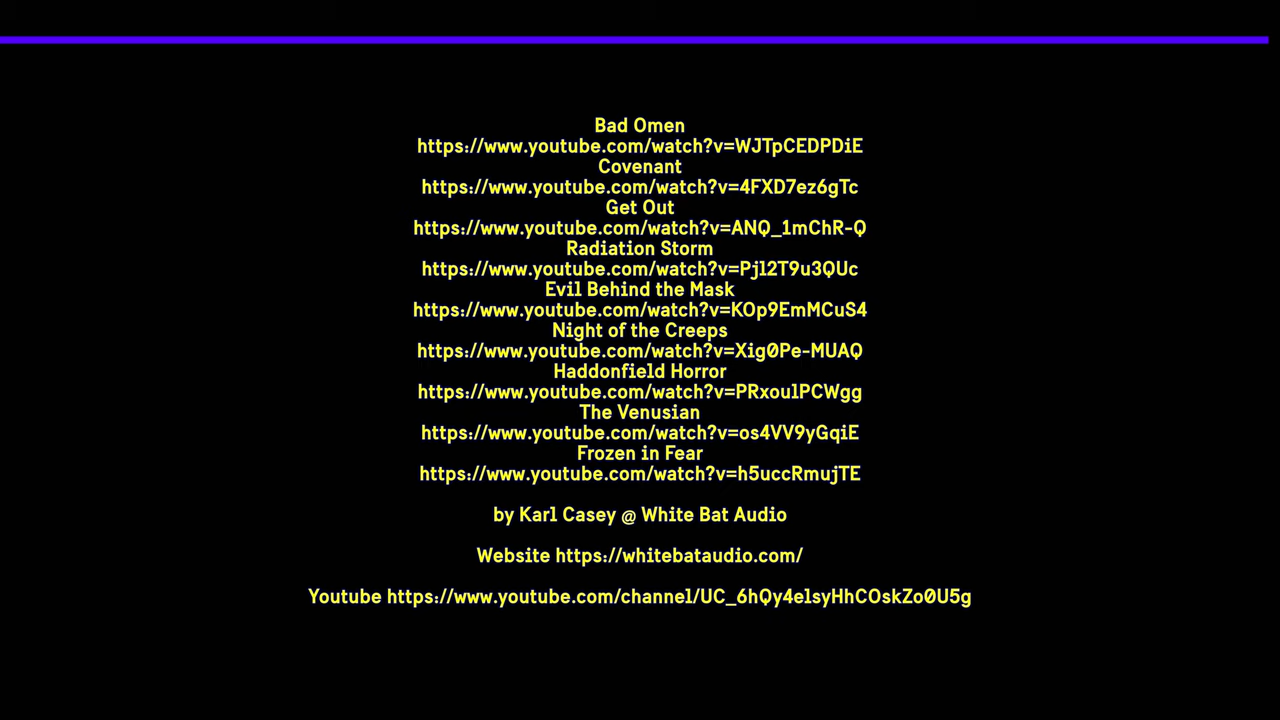 Bad Omen
https://www.youtube.com/watch?v=WJTpCEDPDiE
Covenant
https://www.youtube.com/watch?v=4FXD7ez6gTc
Get Out
https://www.youtube.com/watch?v=ANQ_1mChR-Q
Radiation Storm
https://www.youtube.com/watch?v=Pjl2T9u3QUc
Evil Behind the Mask
https://www.youtube.com/watch?v=KOp9EmMCuS4
Night of the Creeps
https://www.youtube.com/watch?v=Xig0Pe-MUAQ
Haddonfield Horror
https://www.youtube.com/watch?v=PRxoulPCWgg
The Venusian
https://www.youtube.com/watch?v=os4VV9yGqiE
Frozen in Fear
https://www.youtube.com/watch?v=h5uccRmujTE
by Karl Casey @ White Bat Audio
Website https://whitebataudio.com/
Youtube https://www.youtube.com/channel/UC_6hQy4elsyHhCOskZo0U5g